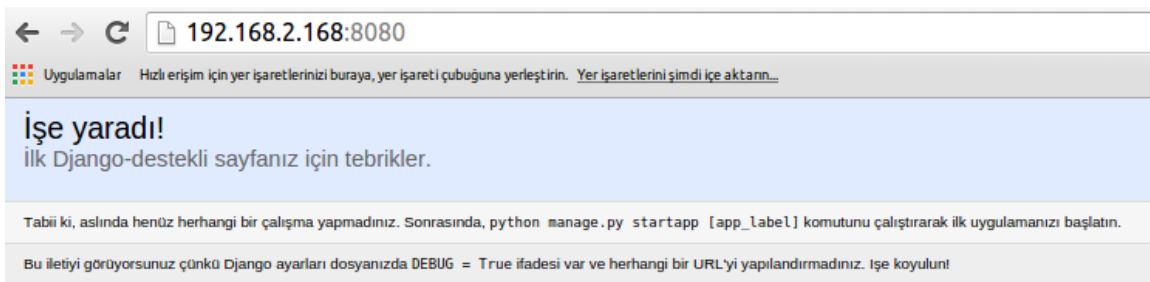 192.168.2.168:8080
Uygulamalar Hızlı erişim için yer işaretlerinizi buraya, yer işareti çubuğuna yerleştirin. Yer işaretlerini şimdi içe aktarın...
İşe yaradı!
İlk Django-destekli sayfanız için tebrikler.
Tabii ki, aslında henüz herhangi bir çalışma yapmadınız. Sonrasında, python manage.py startapp [app_label] komutunu çalıştırarak ilk uygulamanızı başlatın.
Bu iletiyi görüyorsunuz çünkü Django ayarları dosyanızda DEBUG = True ifadesi var ve herhangi bir URL'yi yapılandırmadınız. Işe koyulun!